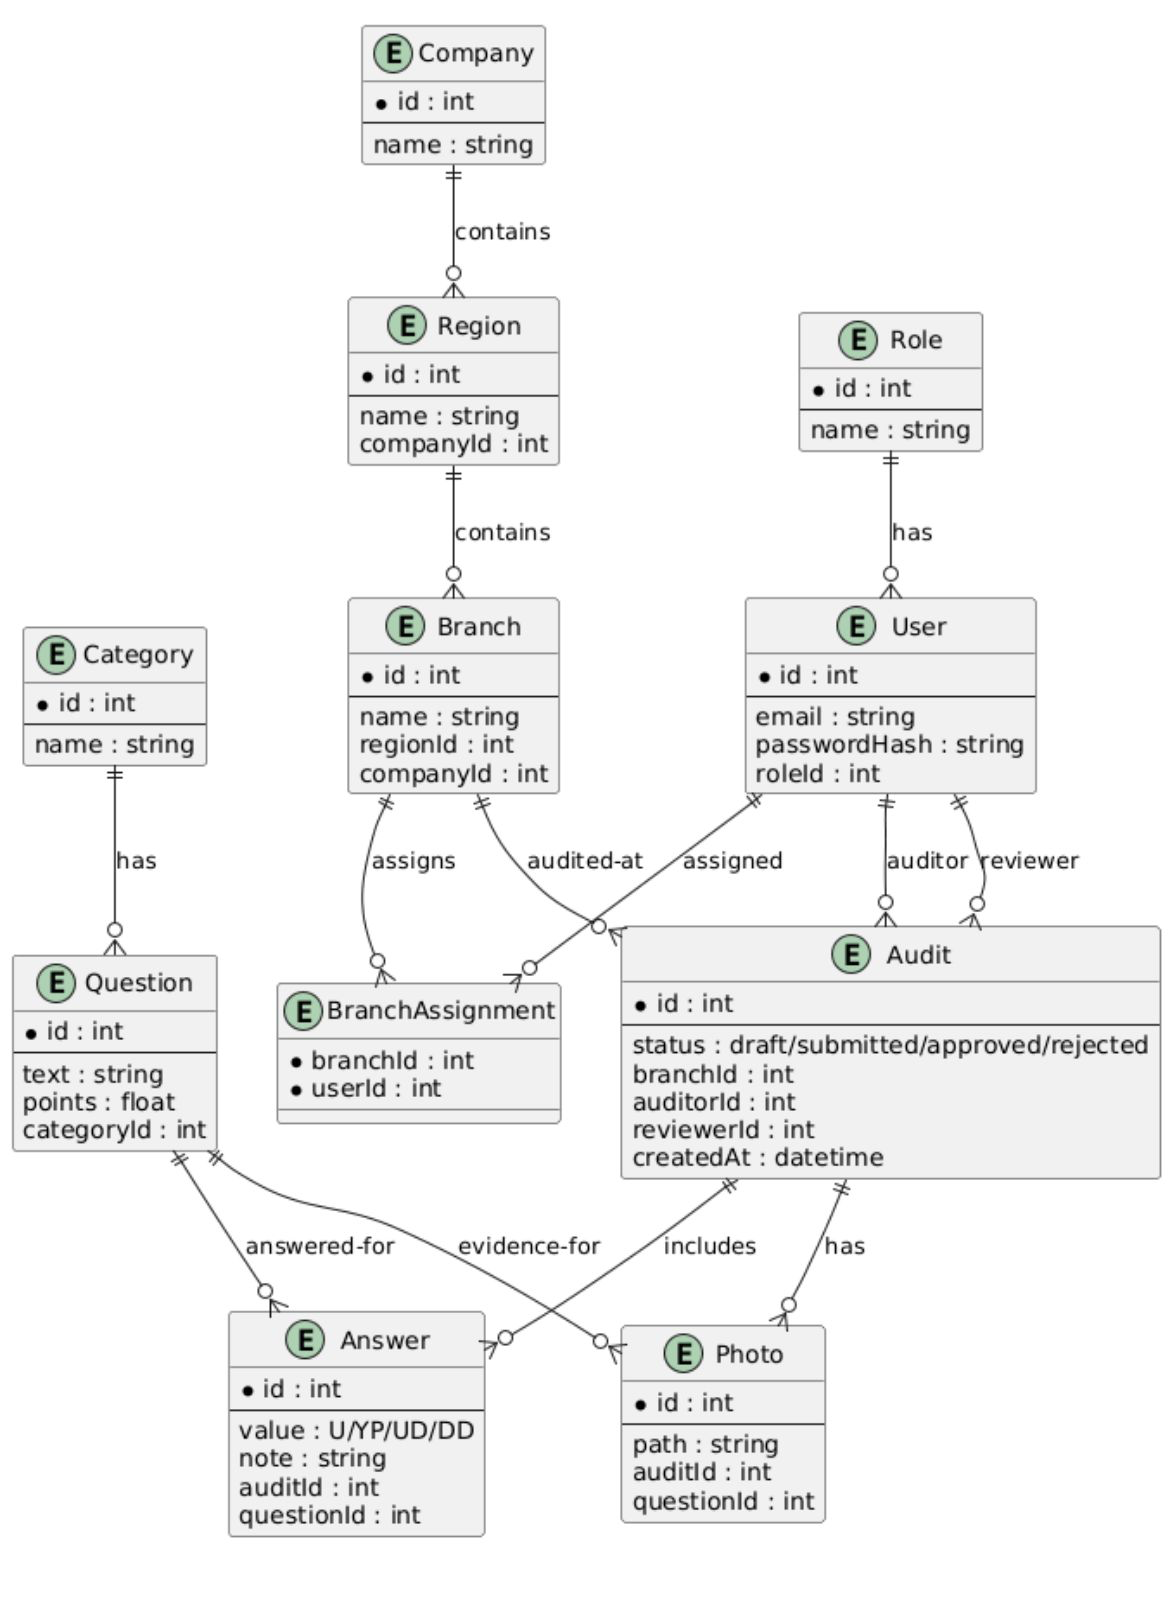 E Company
* id : int
name : string
contains
E Region
* id : int
name : string
companyId : int
E Role
* id : int
name : string
contains
has
E Branch
* id : int
name : string
regionId : int
companyId : int
E User
* id : int
email : string
passwordHash : string
roleId : int
E Category
* id : int
name : string
has
assigns
audited-at
assigned
auditor
reviewer
E Question
* id : int
text : string
points : float
categoryId : int
E BranchAssignment
* branchId : int
* userId : int
E Audit
* id : int
status : draft/submitted/approved/rejected
branchId : int
auditorId : int
reviewerId : int
createdAt : datetime
answered-for
evidence-for
includes
has
E Answer
* id : int
value : U/YP/UD/DD
note : string
auditId : int
questionId : int
E Photo
* id : int
path : string
auditId : int
questionId : int